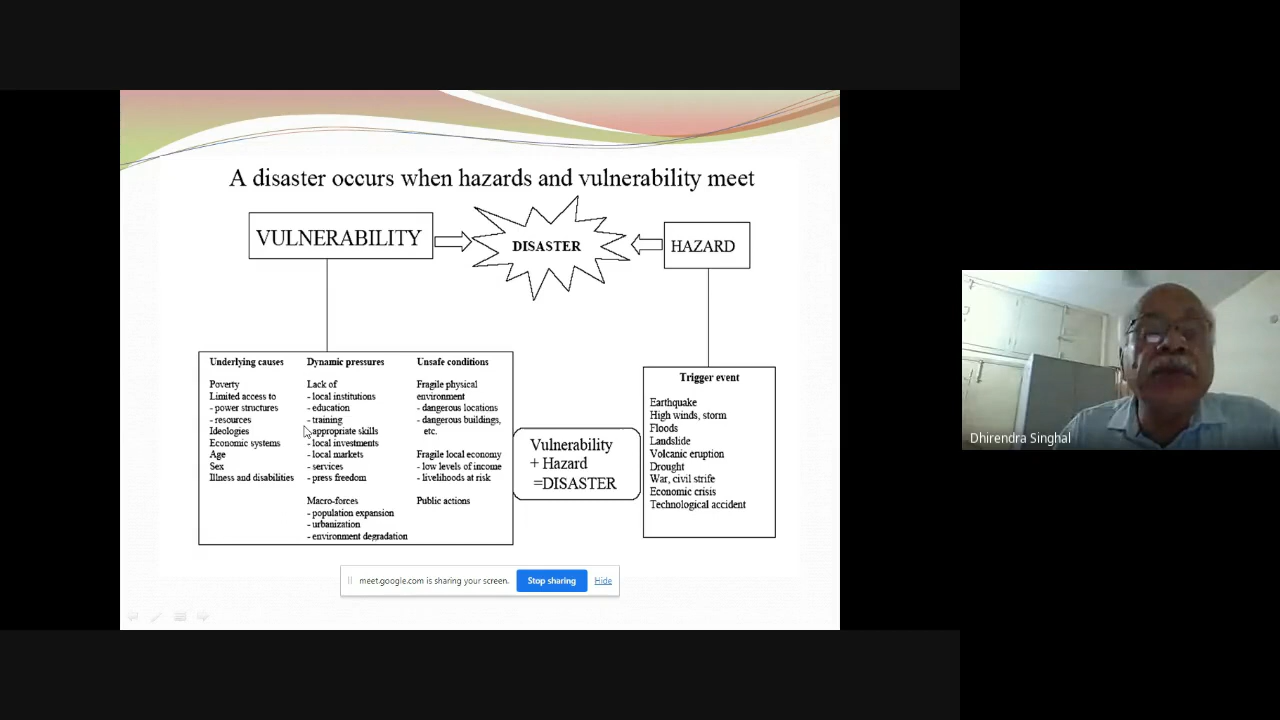 A disaster occurs when hazards and vulnerability meet
VULNERABILITY
DISASTER
HAZARD
Underlying causes
Poverty
Limited access to
- power structures
- resources
Ideologies
Economic systems
Age
Sex
Illness and disabilities
Dynamic pressures
Lack of
- local institutions
- education
- training
- appropriate skills
- local investments
- local markets
- services
- press freedom
Macro-forces
- population expansion
- urbanization
- environment degradation
Unsafe conditions
Fragile physical
environment
- dangerous locations
- dangerous buildings,
etc.
Fragile local economy
- low levels of income
- livelihoods at risk
Public actions
Vulnerability
+ Hazard
=DISASTER
Trigger event
Earthquake
High winds, storm
Floods
Landslide
Volcanic eruption
Drought
War, civil strife
Economic crisis
Technological accident
meet.google.com is sharing your screen.
Stop sharing
Hide
Dhirendra Singhal